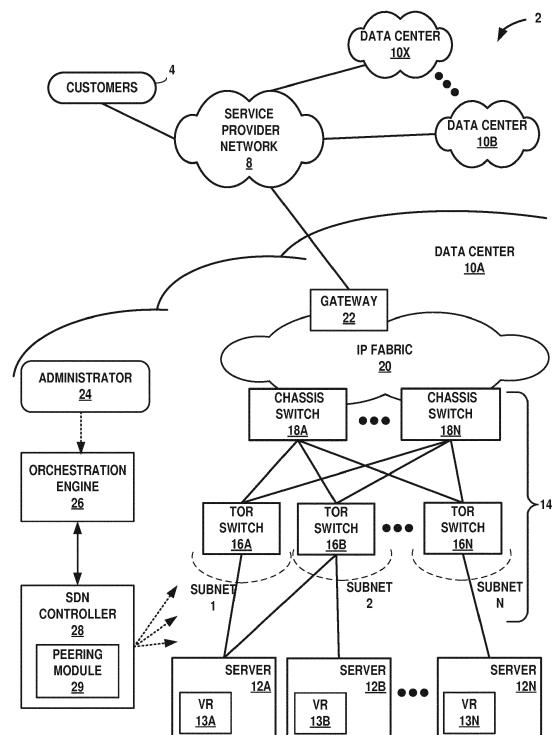 2
DATA CENTER
10X
CUSTOMERS
4
SERVICE
PROVIDER
NETWORK
8
DATA CENTER
10B
DATA CENTER
10A
GATEWAY
22
IP FABRIC
20
ADMINISTRATOR
24
CHASSIS
SWITCH
18A
CHASSIS
SWITCH
18N
ORCHESTRATION
ENGINE
26
14
TOR
SWITCH
16A
TOR
SWITCH
16B
TOR
SWITCH
16N
SUBNET
1
SUBNET
2
SUBNET
N
SDN
CONTROLLER
28
PEERING
MODULE
29
SERVER
12A
VR
13A
SERVER
12B
VR
13B
SERVER
12N
VR
13N